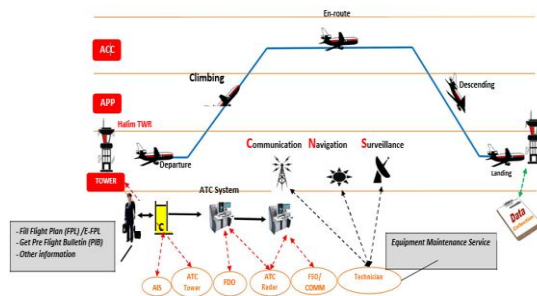 En-route
ACC
Climbing
Descending
APP
Halim TWR
Communication Navigation Surveillance
Departure
Landing
TOWER
ATC System
- Fill Flight Plan (FPL) /E-FPL
- Get Pre Flight Bulletin (PIB)
- Other information
C
Data
Equipment Maintenance Service
AIS
ATC
Tower
FDO
ATC
Radar
FSO/
COMM
Technician